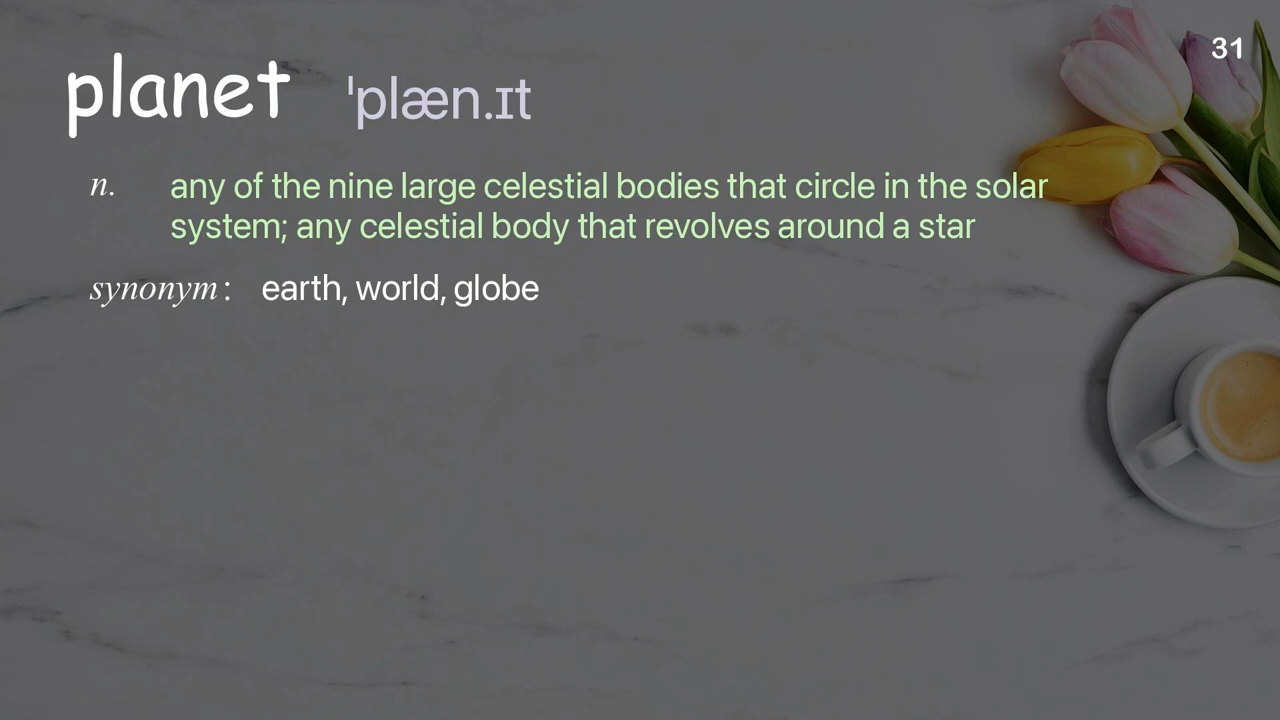 31
planet ˈplæn.ɪt
n. any of the nine large celestial bodies that circle in the solar
system; any celestial body that revolves around a star
synonym: earth, world, globe